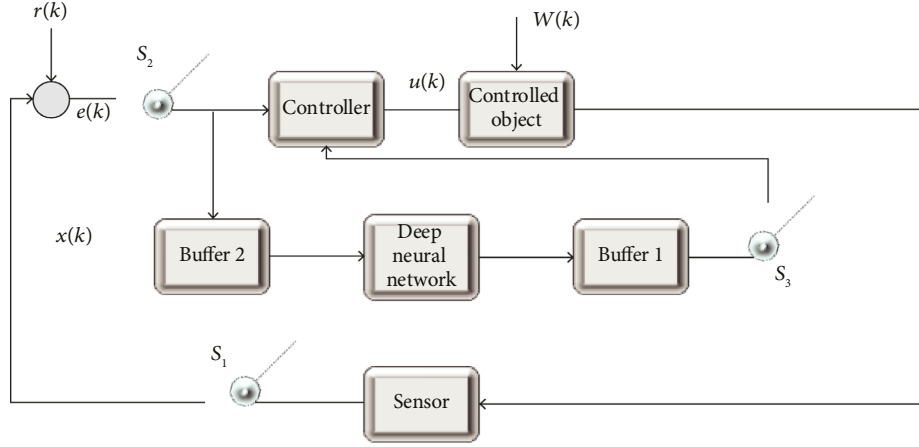 r(k)
W(k)
S2
u(k)
Controller
Controlled
object
e(k)
x(k)
Buffer 2
Deep
neural
network
Buffer 1
S3
S1
Sensor